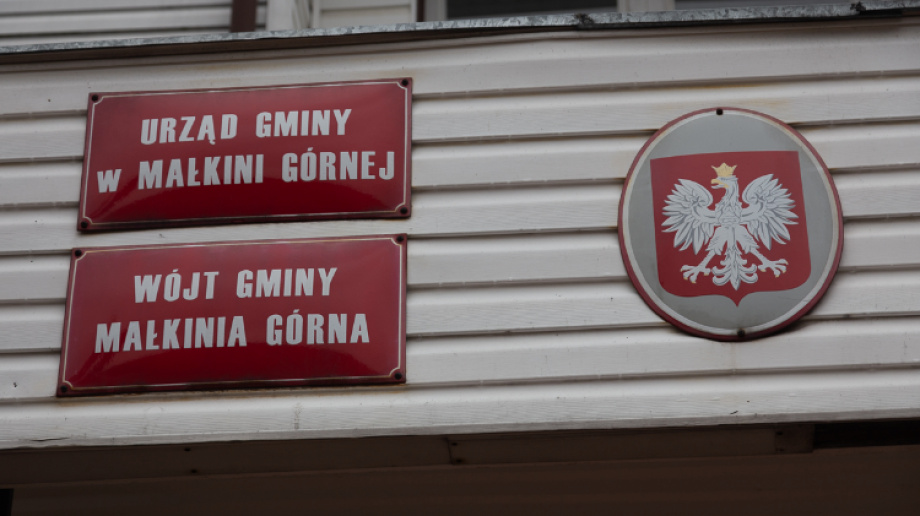 URZĄD GMINY
w MAŁKINI GÓRNEJ
WÓJT GMINY
MAŁKINIA GÓRNA